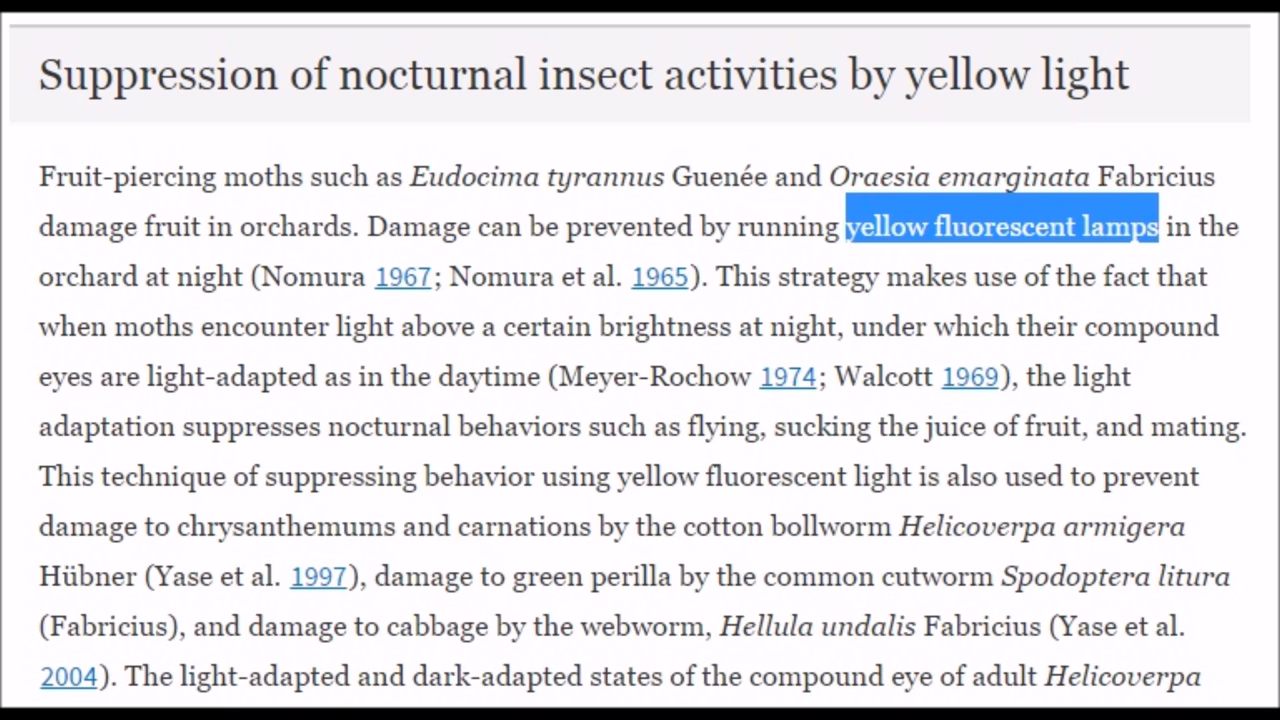 Suppression of nocturnal insect activities by yellow light
Fruit-piercing moths such as Eudocima tyrannus Guenée and Oraesia emarginata Fabricius
damage fruit in orchards. Damage can be prevented by running yellow fluorescent lamps in the
orchard at night (Nomura 1967; Nomura et al. 1965). This strategy makes use of the fact that
when moths encounter light above a certain brightness at night, under which their compound
eyes are light-adapted as in the daytime (Meyer-Rochow 1974; Walcott 1969), the light
adaptation suppresses nocturnal behaviors such as flying, sucking the juice of fruit, and mating.
This technique of suppressing behavior using yellow fluorescent light is also used to prevent
damage to chrysanthemums and carnations by the cotton bollworm Helicoverpa armigera
Hübner (Yase et al. 1997), damage to green perilla by the common cutworm Spodoptera litura
(Fabricius), and damage to cabbage by the webworm, Hellula undalis Fabricius (Yase et al.
2004). The light-adapted and dark-adapted states of the compound eye of adult Helicoverpa